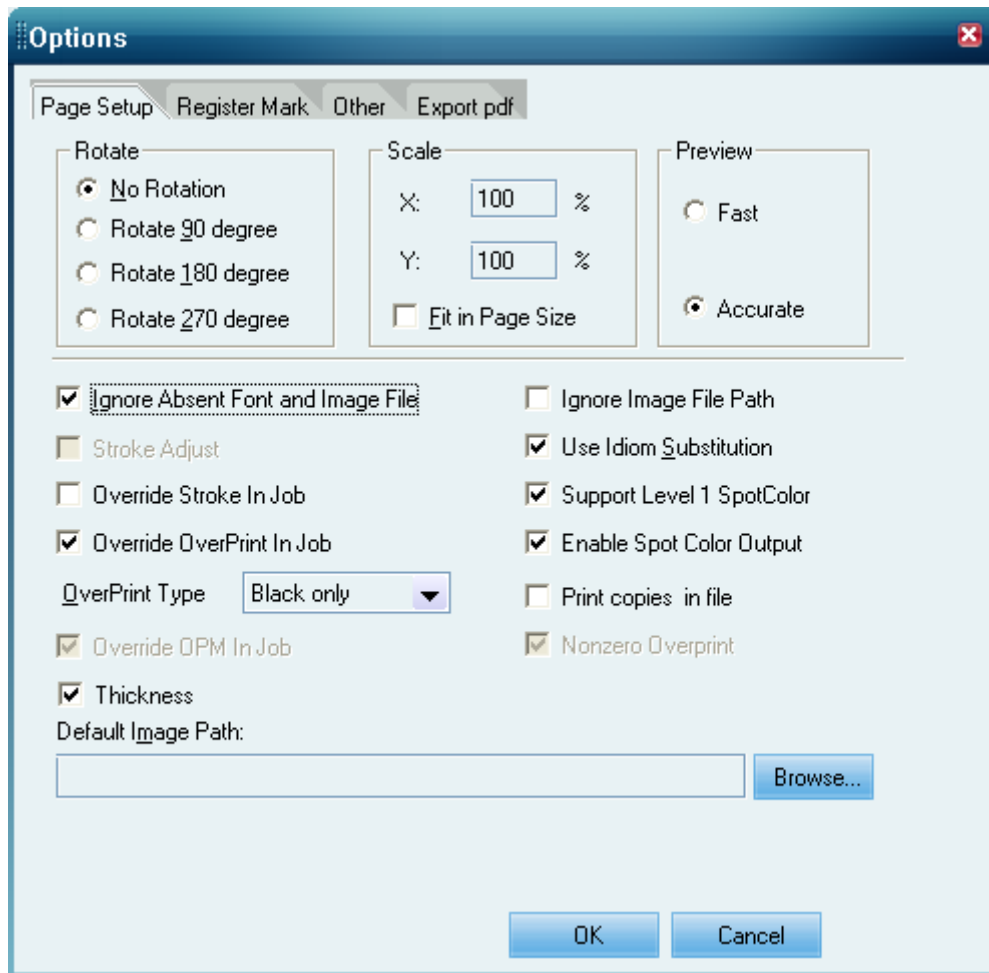 Options
Page Setup Register Mark Other Export pdf
Rotate
No Rotation
Rotate 90 degree
Rotate 180 degree
Rotate 270 degree
Scale
X: 100 %
Y: 100 %
Fit in Page Size
Preview
Fast
Accurate
Ignore Absent Font and Image File
Stroke Adjust
Override Stroke In Job
Override OverPrint In Job
OverPrint Type Black only
Override OPM In Job
Thickness
Ignore Image File Path
Use Idiom Substitution
Support Level 1 SpotColor
Enable Spot Color Output
Print copies in file
Nonzero Overprint
Default Image Path:
Browse...
OK Cancel